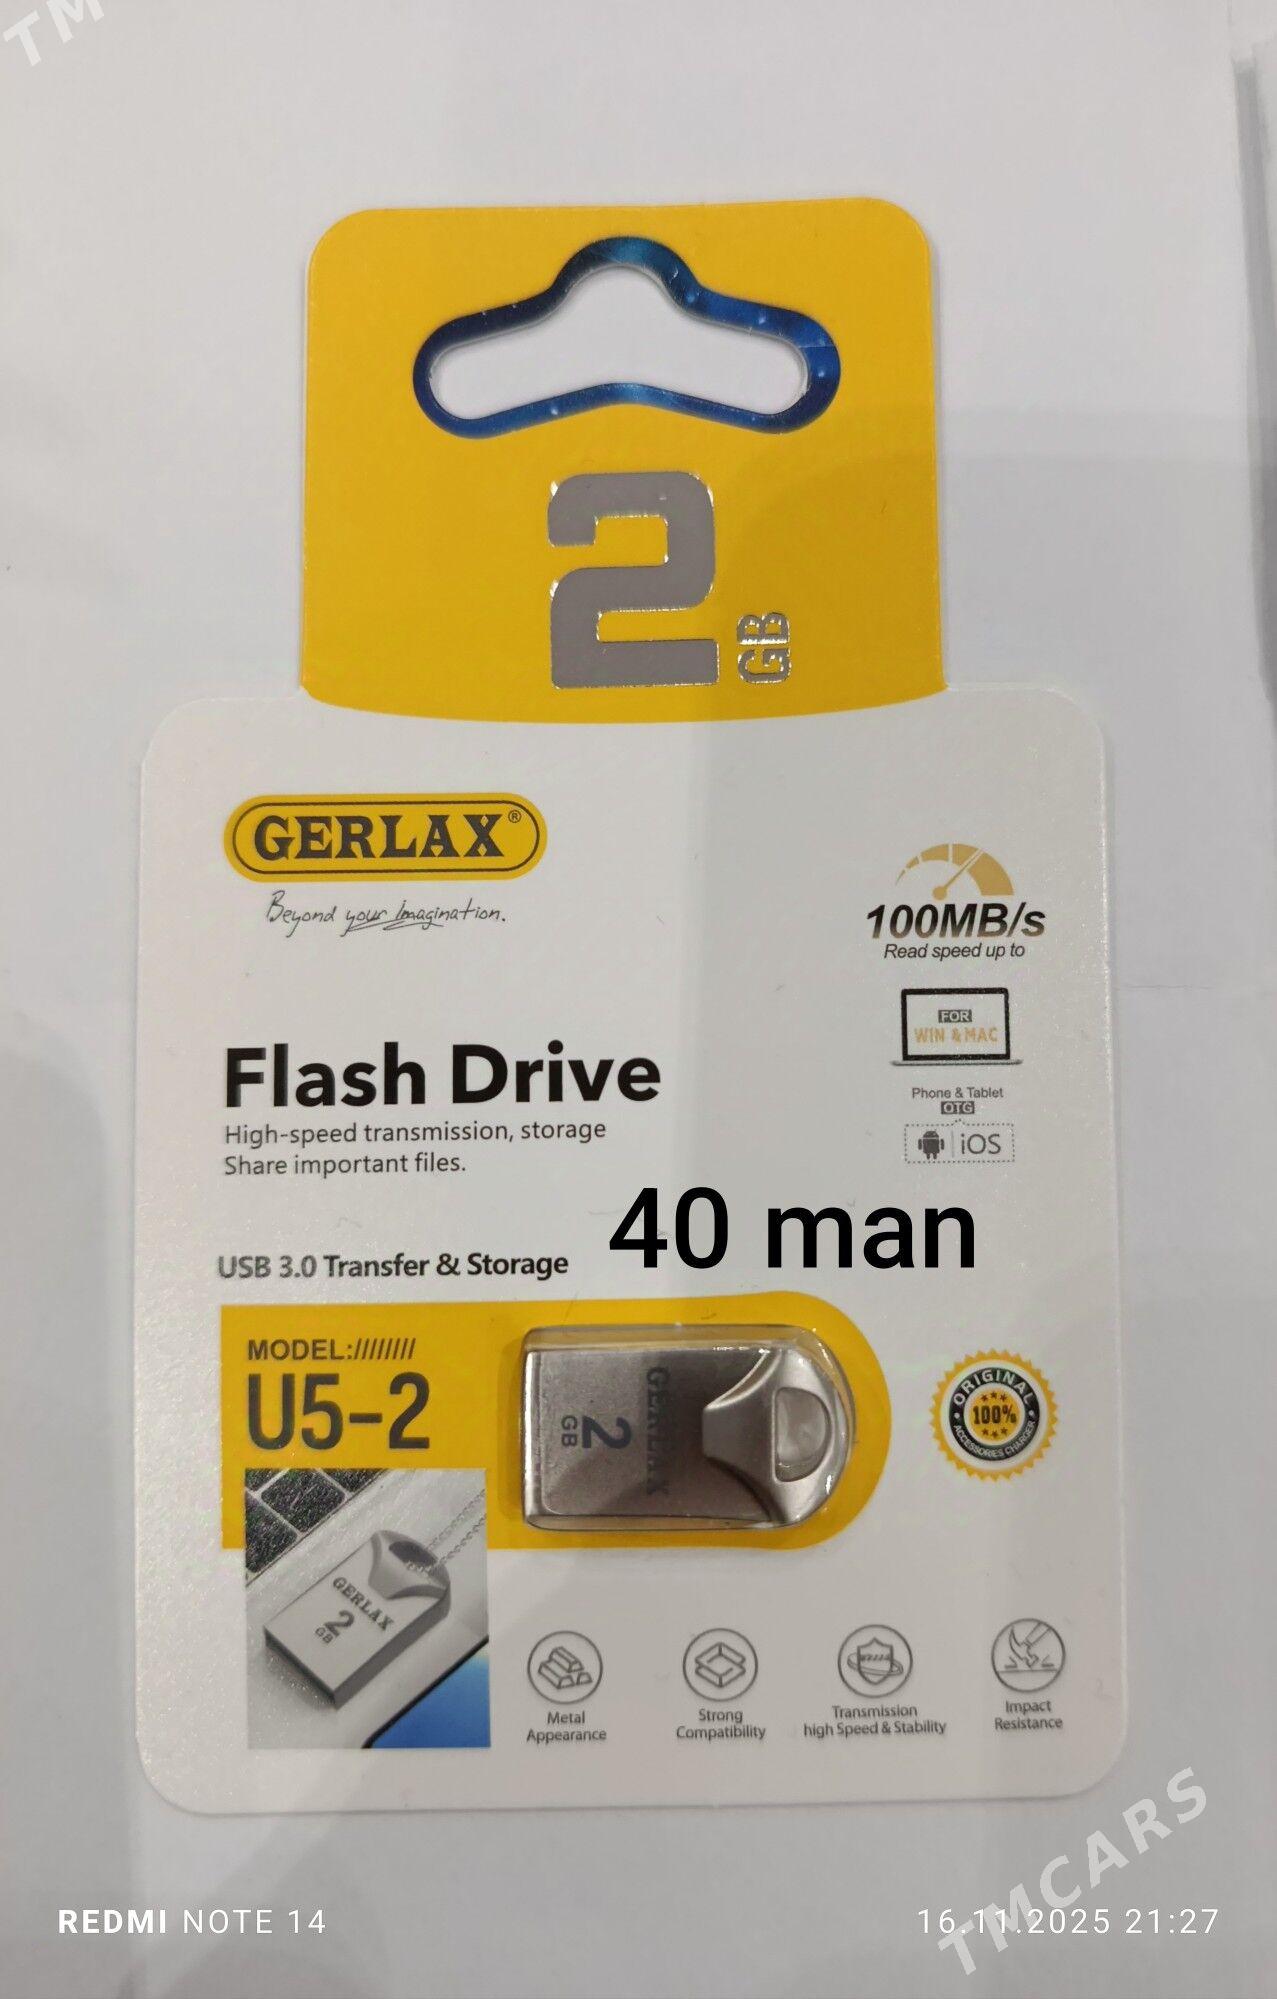 TM
2
GB
GERLAX®
Beyond your Imagination.
100MB/s
Read speed up to
FOR
WIN & MAC
Phone & Tablet
OTG
iOS
Flash Drive
High-speed transmission, storage
Share important files.
40 man
USB 3.0 Transfer & Storage
MODEL:////////
U5-2
GERLAX
2
GB
ORIGINAL
100%
ACCESSORIES CHARGER
GERLAX
2
GB
Metal
Appearance
Strong
Compatibility
Transmission
high Speed & Stability
Impact
Resistance
REDMI NOTE 14
16.11.2025 21:27
TMCARS